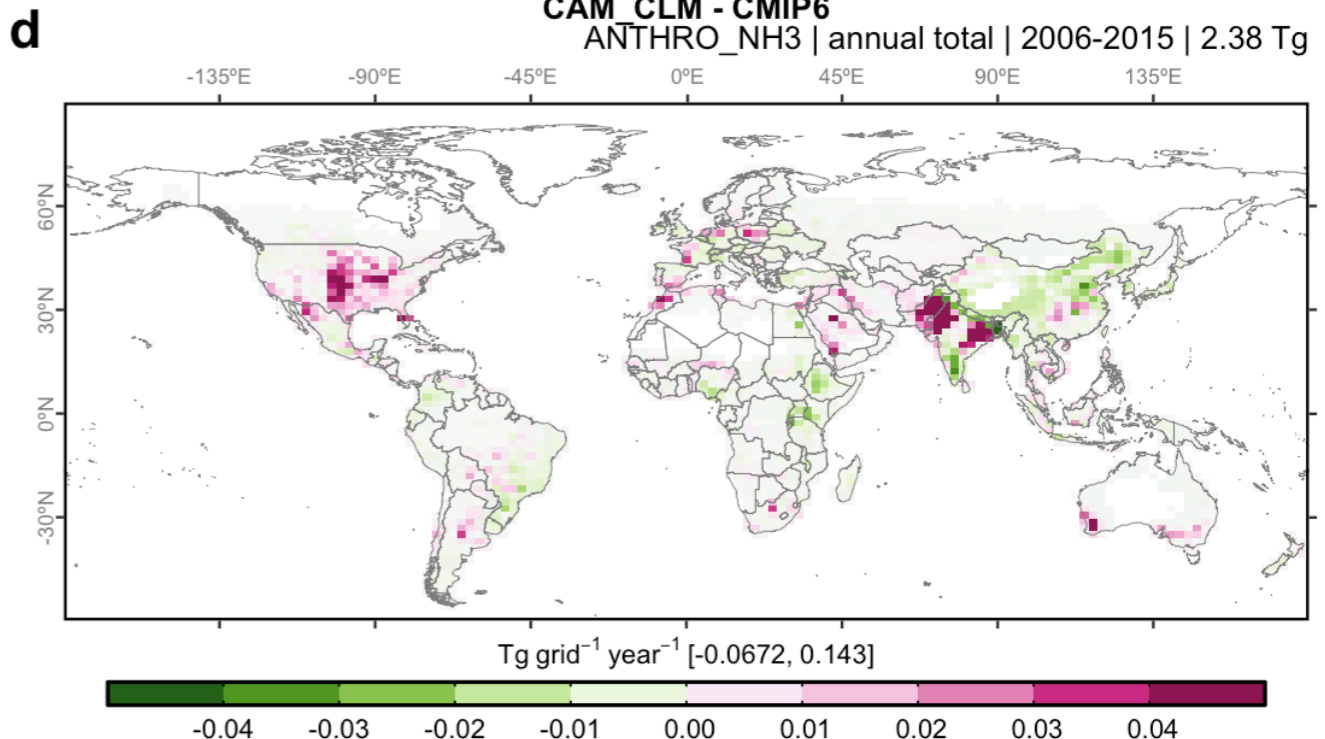 CAM_CLM - CMIP6
d
ANTHRO_NH3 | annual total | 2006-2015 | 2.38 Tg
-135ºE -90ºE -45ºE 0ºE 45ºE 90ºE 135ºE
60ºN
30ºN
0ºN
-30ºN
Tg grid⁻¹ year⁻¹ [-0.0672, 0.143]
-0.04 -0.03 -0.02 -0.01 0.00 0.01 0.02 0.03 0.04